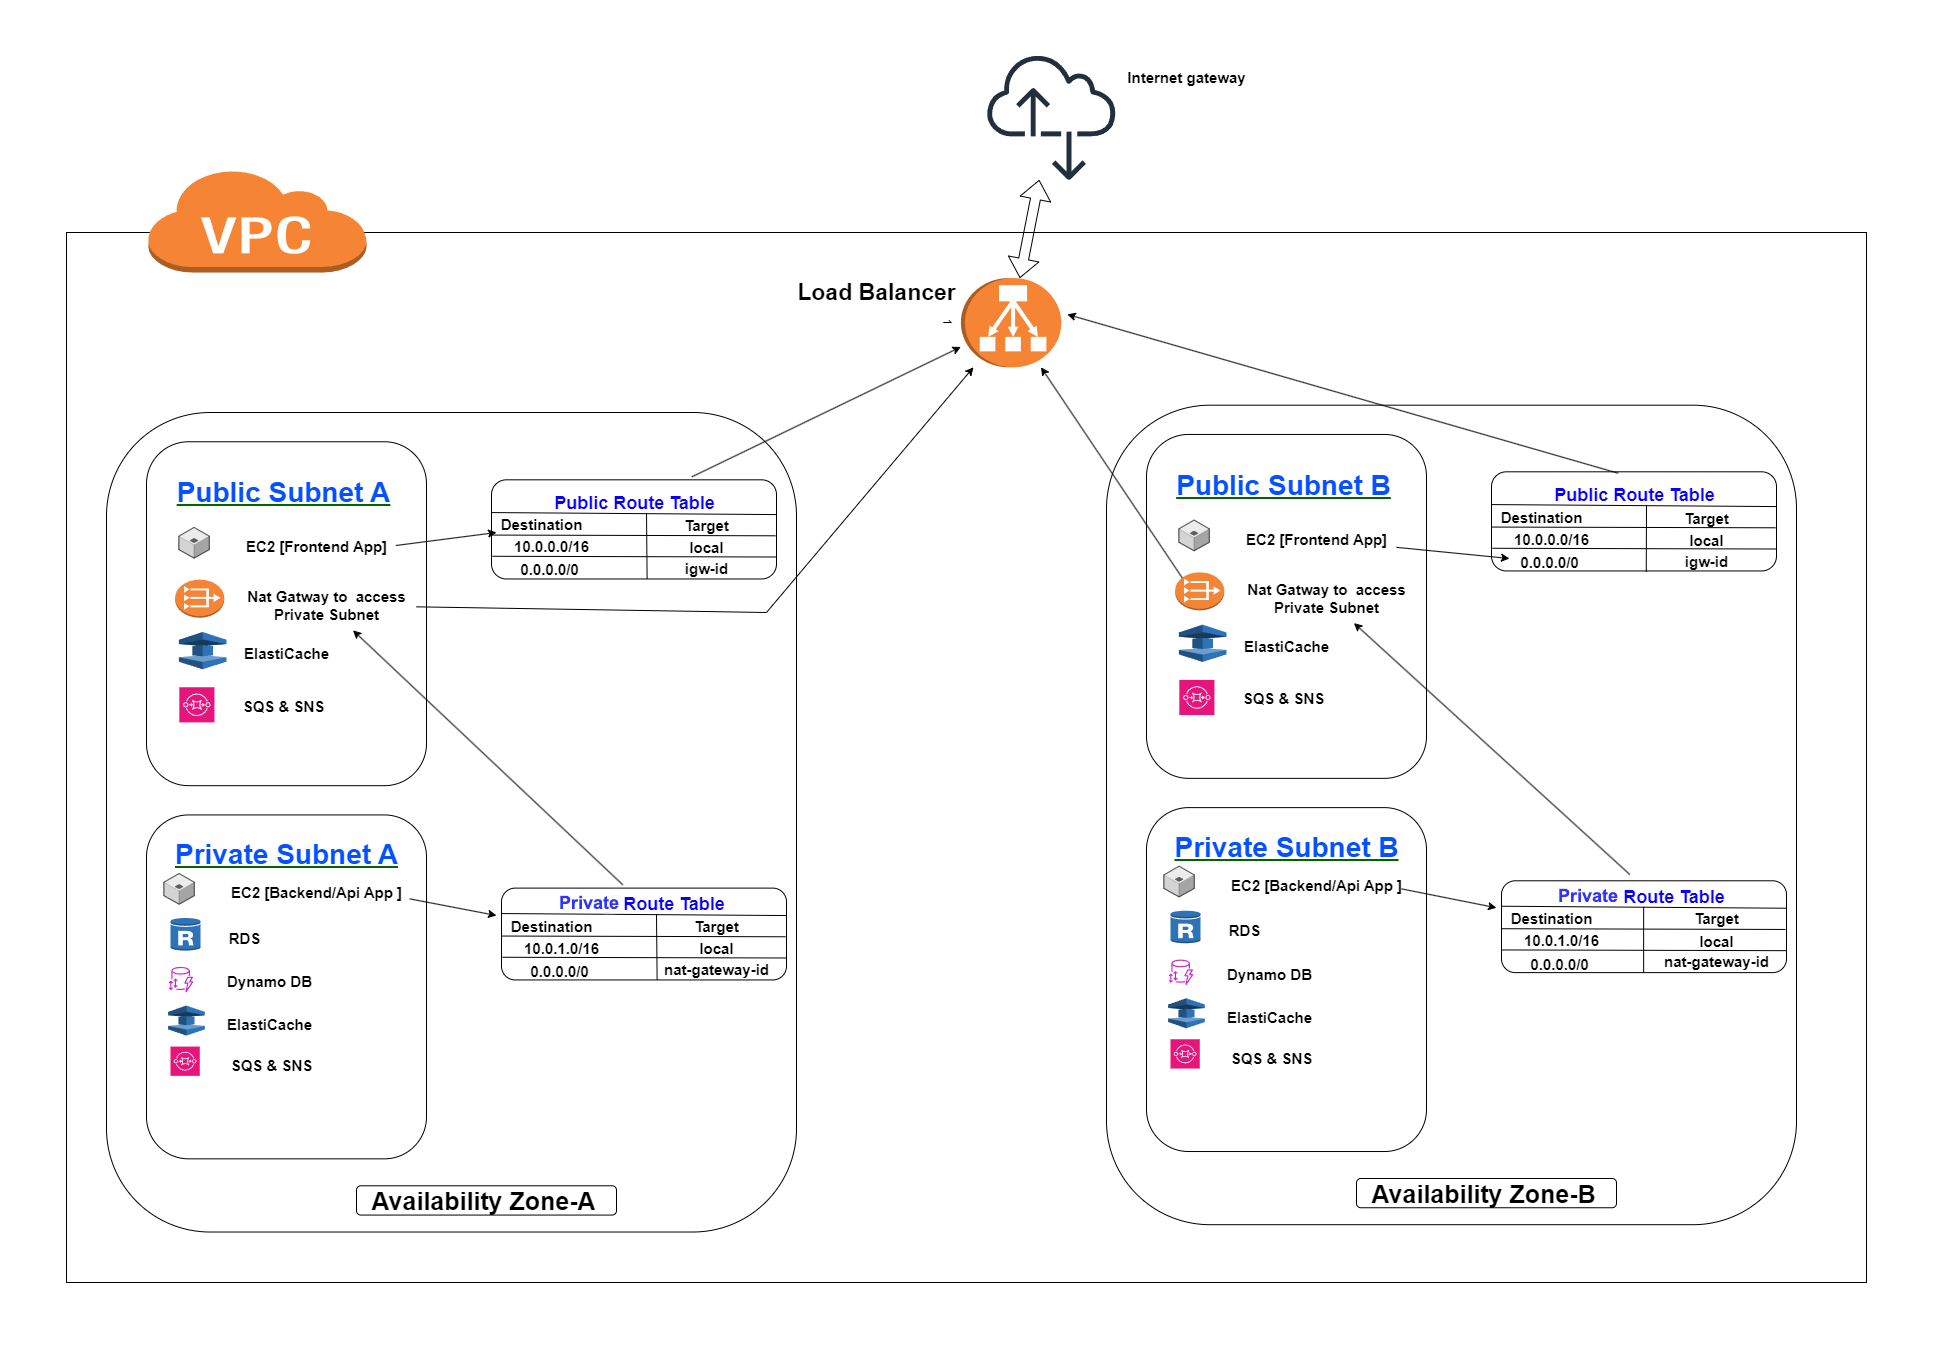 Internet gateway
VPC
Load Balancer
Public Subnet A
EC2 [Frontend App]
Nat Gatway to  access
Private Subnet
ElastiCache
SQS & SNS
Public Route Table
Destination Target
10.0.0.0/16 local
0.0.0.0/0 igw-id
Private Subnet A
EC2 [Backend/Api App ]
R
RDS
Dynamo DB
ElastiCache
SQS & SNS
Private Route Table
Destination Target
10.0.1.0/16 local
0.0.0.0/0 nat-gateway-id
Availability Zone-A
Public Subnet B
EC2 [Frontend App]
Nat Gatway to  access
Private Subnet
ElastiCache
SQS & SNS
Public Route Table
Destination Target
10.0.0.0/16 local
0.0.0.0/0 igw-id
Private Subnet B
EC2 [Backend/Api App ]
R
RDS
Dynamo DB
ElastiCache
SQS & SNS
Private Route Table
Destination Target
10.0.1.0/16 local
0.0.0.0/0 nat-gateway-id
Availability Zone-B